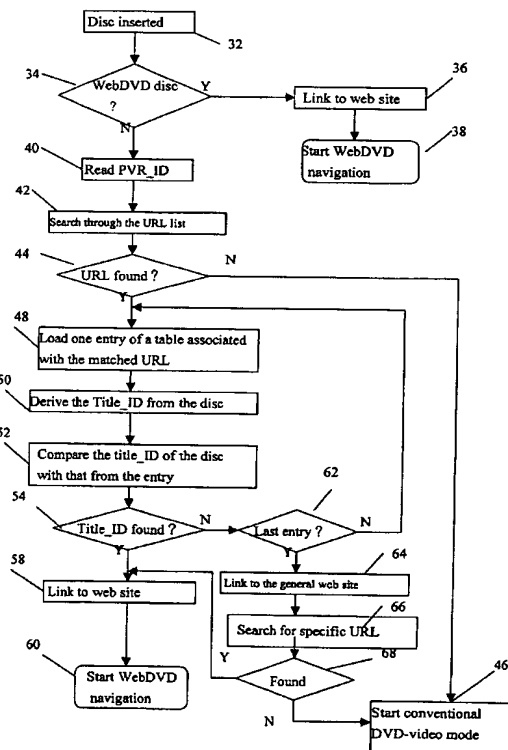 Disc inserted
32
34
WebDVD disc
?
Y
36
Link to web site
N
38
Start WebDVD
navigation
40
Read PVR_ID
42
Search through the URL list
44
N
URL found ?
Y
48
Load one entry of a table associated
with the matched URL
50
Derive the Title_ID from the disc
52
Compare the title_ID of the disc
with that from the entry
62
54
Title_ID found ?
N
Last entry ?
N
Y
Y
58
64
Link to web site
Link to the general web site
66
Search for specific URL
60
Y
68
46
Start WebDVD
navigation
Found
N
Start conventional
DVD-video mode